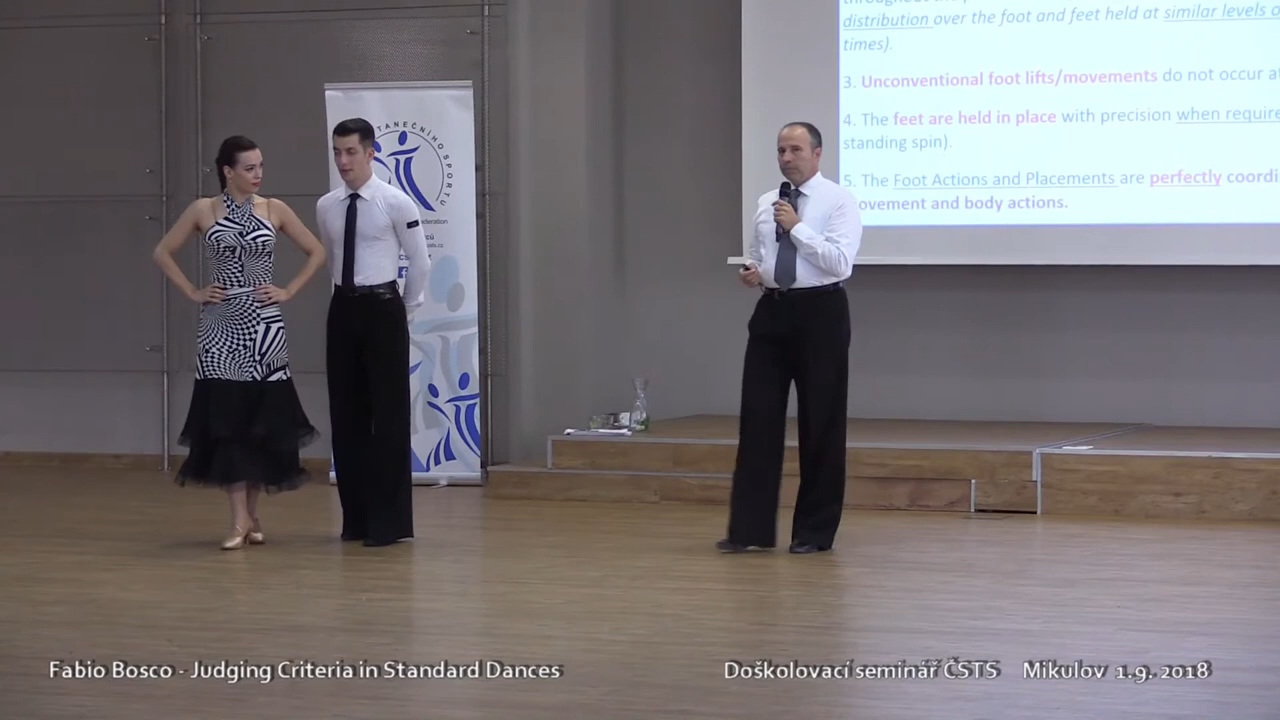 distribution over the foot and feet held at similar levels
times).
3. Unconventional foot lifts/movements do not occur
4. The feet are held in place with precision when require
standing spin).
5. The Foot Actions and Placements are perfectly coordi
ovement and body actions.
TANEČNÍHO SPORTU
Fabio Bosco - Judging Criteria in Standard Dances
Doškolovací seminář ČSTS Mikulov 1.9. 2018